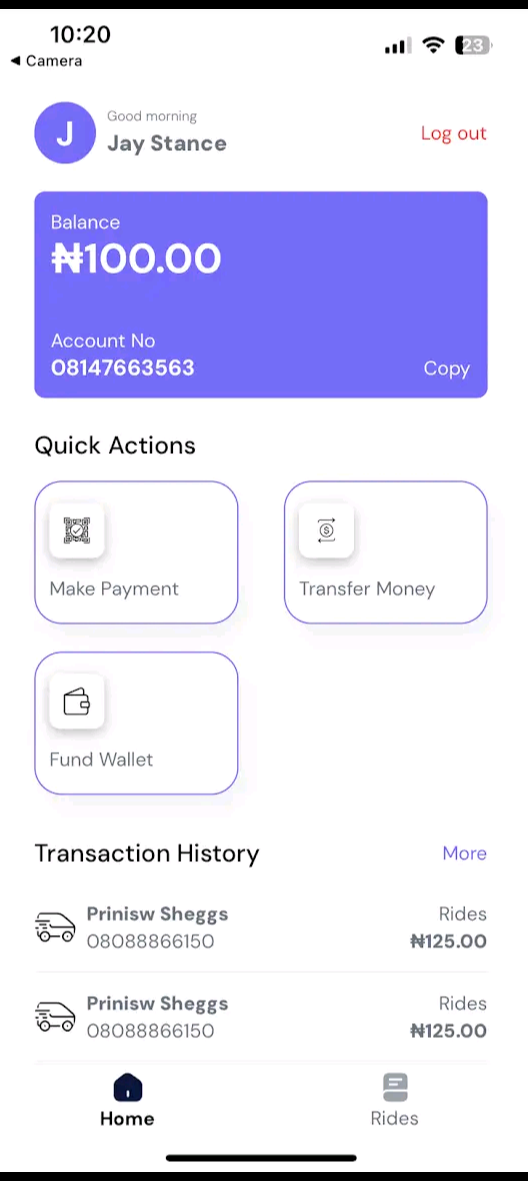 10:20
23
◀ Camera
Good morning
J
Jay Stance
Log out
Balance
₦100.00
Account No
08147663563
Copy
Quick Actions
Make Payment
Transfer Money
Fund Wallet
Transaction History
More
Prinisw Sheggs
Rides
08088866150
₦125.00
Prinisw Sheggs
Rides
08088866150
₦125.00
Home
Rides